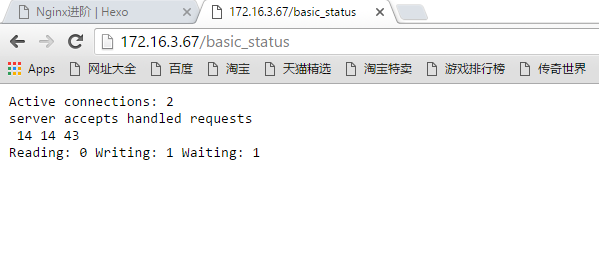 Nginx进阶 | Hexo
172.16.3.67/basic_status
172.16.3.67/basic_status
Apps 网址大全 百度 淘宝 天猫精选 淘宝特卖 游戏排行榜 传奇世界
Active connections: 2
server accepts handled requests
 14 14 43
Reading: 0 Writing: 1 Waiting: 1